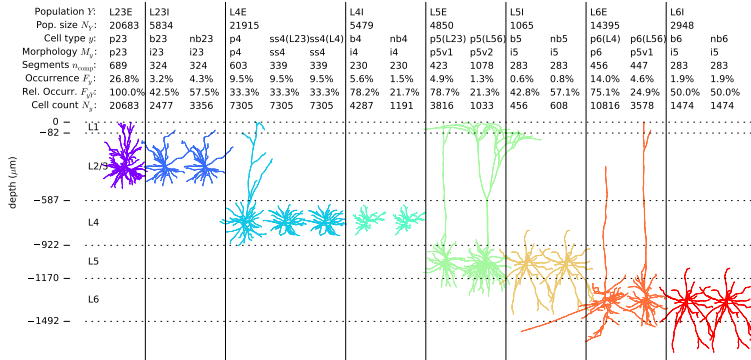 Population Y: L23E L23I L4E L4I L5E L5I L6E L6I
Pop. size N_Y: 20683 5834 21915 5479 4850 1065 14395 2948
Cell type y: p23 b23 nb23 p4 ss4(L23) ss4(L4) b4 nb4 p5(L23) p5(L56) b5 nb5 p6(L4) p6(L56) b6 nb6
Morphology M_y: p23 i23 i23 p4 ss4 ss4 i4 i4 p5v1 p5v2 i5 i5 p6 p5v1 i5 i5
Segments n_comp: 689 324 324 603 339 339 230 230 423 1078 283 283 456 447 283 283
Occurrence F_y: 26.8% 3.2% 4.3% 9.5% 9.5% 9.5% 5.6% 1.5% 4.9% 1.3% 0.6% 0.8% 14.0% 4.6% 1.9% 1.9%
Rel. Occurr. F_yY: 100.0% 42.5% 57.5% 33.3% 33.3% 33.3% 78.2% 21.7% 78.7% 21.3% 42.8% 57.1% 75.1% 24.9% 50.0% 50.0%
Cell count N_y: 20683 2477 3356 7305 7305 7305 4287 1191 3816 1033 456 608 10816 3578 1474 1474
0
L1
−82
L2/3
depth (μm)
−587
L4
−922
L5
−1170
L6
−1492